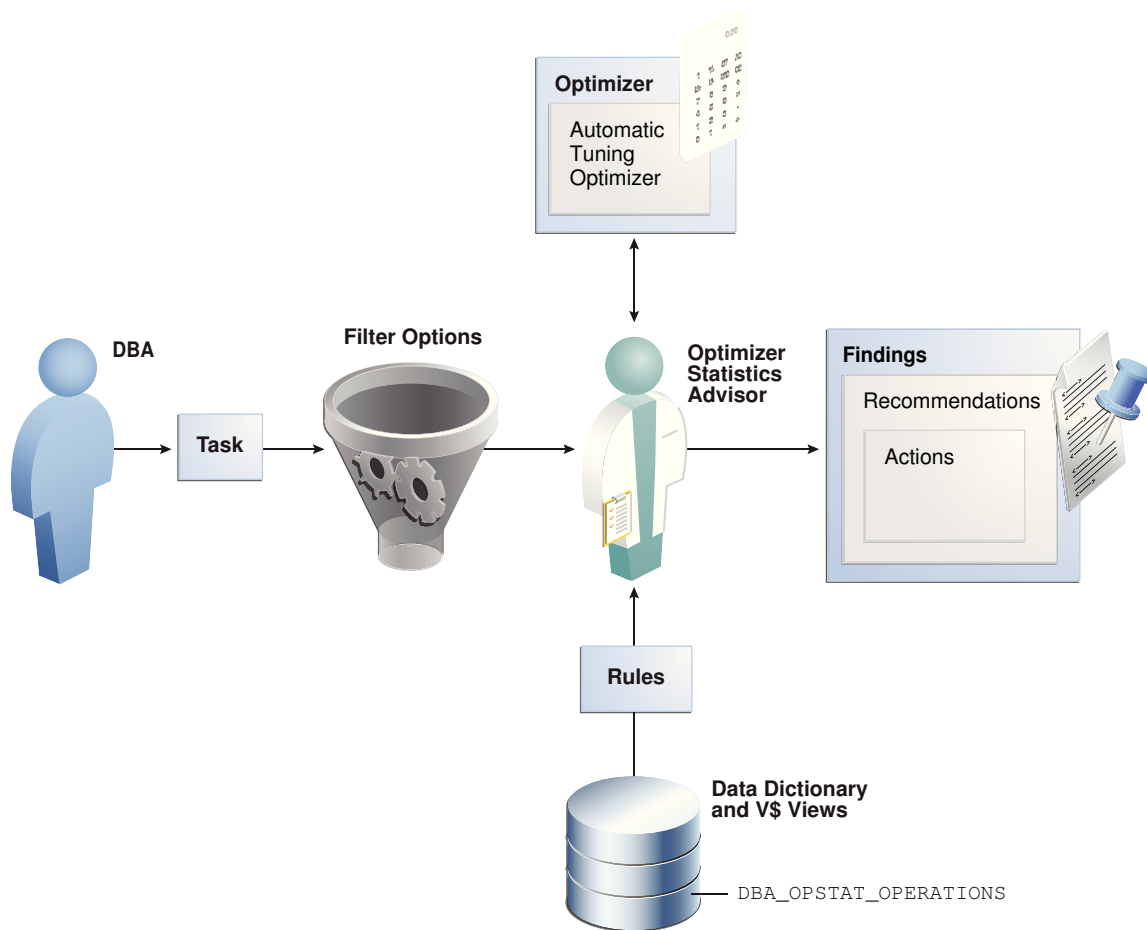 Optimizer
Automatic
Tuning
Optimizer
DBA
Task
Filter Options
Optimizer
Statistics
Advisor
Findings
Recommendations
Actions
Rules
Data Dictionary
and V$ Views
DBA_OPSTAT_OPERATIONS